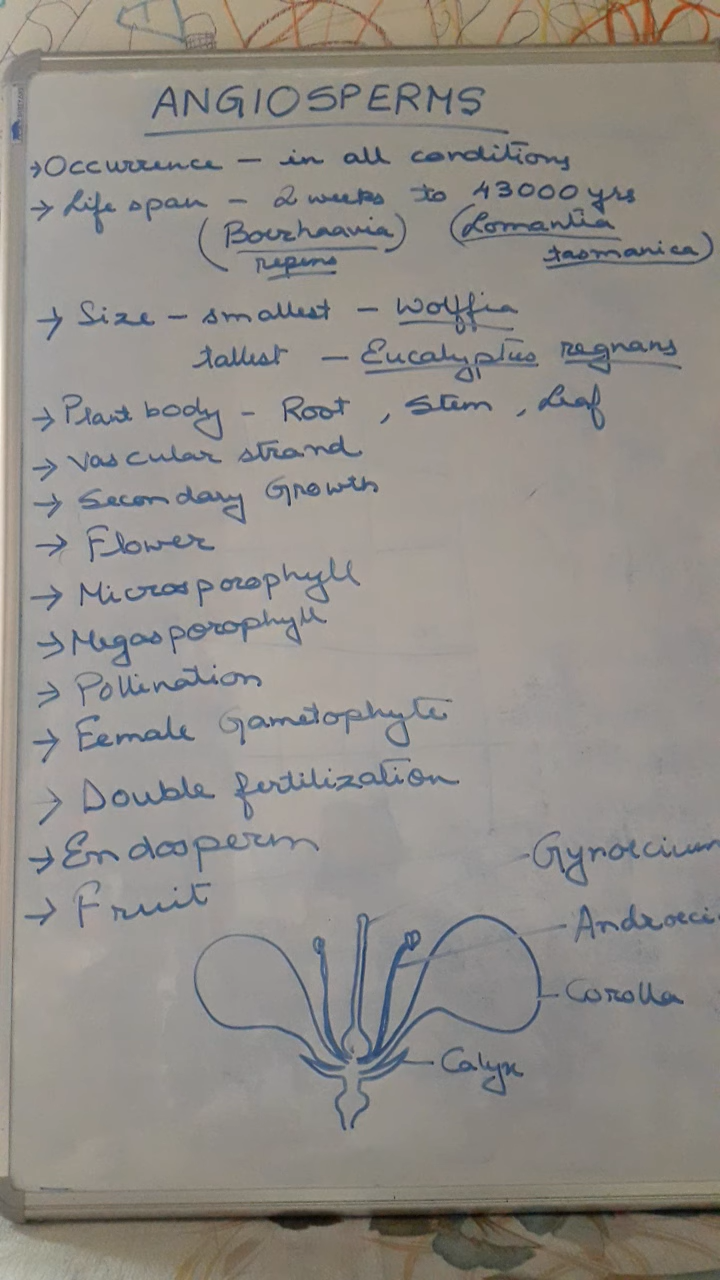 ANGIOSPERMS
→ Occurrence - in all conditions
→ Life span - 2 weeks to 43000 yrs
(Boerhaavia repens) (Lomantia tasmanica)
→ Size - smallest - Wolffia
tallest - Eucalyptus regnans
→ Plant body - Root, Stem, Leaf
→ Vascular strand
→ Secondary Growth
→ Flower
→ Microsporophyll
→ Megasporophyll
→ Pollination
→ Female Gametophyte
→ Double fertilization
→ Endosperm
→ Fruit
Gynoecium
Androeci
Corolla
Calyx